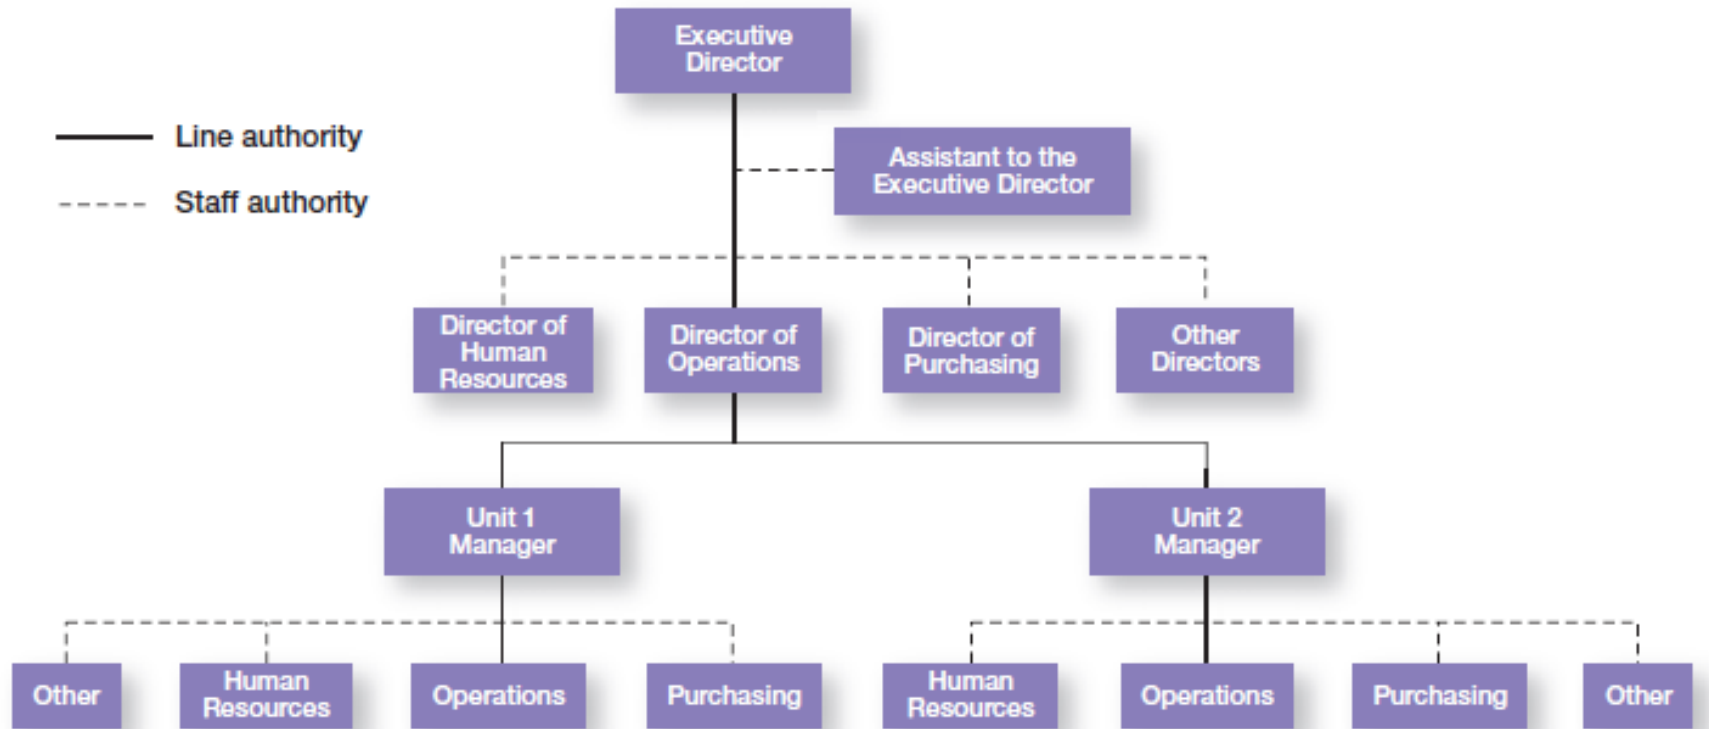 Executive
Director
Line authority
Assistant to the
Executive Director
Staff authority
Director of
Human
Resources
Director of
Operations
Director of
Purchasing
Other
Directors
Unit 1
Manager
Unit 2
Manager
Other
Human
Resources
Operations
Purchasing
Human
Resources
Operations
Purchasing
Other